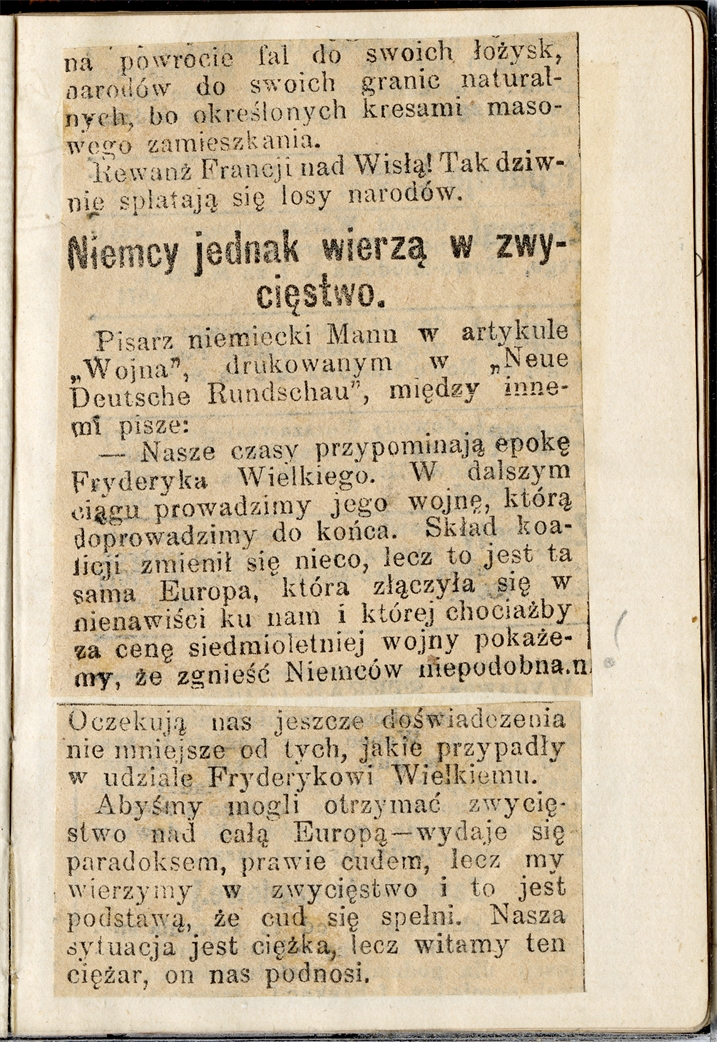 na powrocie fal do swoich łożysk,
narodów do swoich granic natural-
nych, bo określonych kresami maso-
wego zamieszkania.
Rewanż Francji nad Wisłą! Tak dziw-
nie splatają się losy narodów.
Niemcy jednak wierzą w zwy-
cięstwo.
Pisarz niemiecki Mann w artykule
„Wojna”, drukowanym w „Neue
Deutsche Rundschau”, między inne-
mi pisze:
— Nasze czasy przypominają epokę
Fryderyka Wielkiego. W dalszym
ciągu prowadzimy jego wojnę, którą
doprowadzimy do końca. Skład koa-
licji zmienił się nieco, lecz to jest ta
sama Europa, która złączyła się w
nienawiści ku nam i której chociażby
za cenę siedmioletniej wojny pokaże-
my, że zgnieść Niemców niepodobna.n
Oczekują nas jeszcze doświadczenia
nie mniejsze od tych, jakie przypadły
w udziale Fryderykowi Wielkiemu.
Abyśmy mogli otrzymać zwycię-
stwo nad całą Europą—wydaje się
paradoksem, prawie cudem, lecz my
wierzymy w zwycięstwo i to jest
podstawą, że cud się spełni. Nasza
sytuacja jest ciężka, lecz witamy ten
ciężar, on nas podnosi.